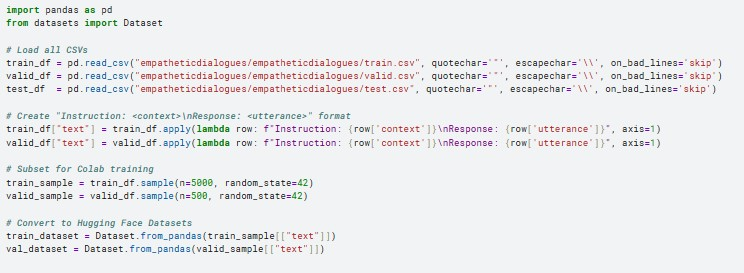 import pandas as pd
from datasets import Dataset
# Load all CSVs
train_df = pd.read_csv("empatheticdialogues/empatheticdialogues/train.csv", quotechar='"', escapechar='\\', on_bad_lines='skip')
valid_df = pd.read_csv("empatheticdialogues/empatheticdialogues/valid.csv", quotechar='"', escapechar='\\', on_bad_lines='skip')
test_df  = pd.read_csv("empatheticdialogues/empatheticdialogues/test.csv", quotechar='"', escapechar='\\', on_bad_lines='skip')
# Create "Instruction: <context>\nResponse: <utterance>" format
train_df["text"] = train_df.apply(lambda row: f"Instruction: {row['context']}\nResponse: {row['utterance']}", axis=1)
valid_df["text"] = valid_df.apply(lambda row: f"Instruction: {row['context']}\nResponse: {row['utterance']}", axis=1)
# Subset for Colab training
train_sample = train_df.sample(n=5000, random_state=42)
valid_sample = valid_df.sample(n=500, random_state=42)
# Convert to Hugging Face Datasets
train_dataset = Dataset.from_pandas(train_sample[["text"]])
val_dataset = Dataset.from_pandas(valid_sample[["text"]])